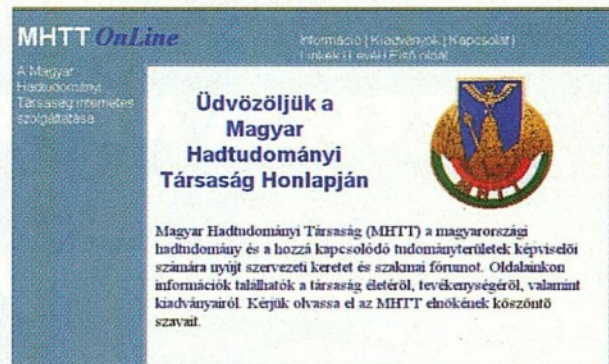 MHTT OnLine
Információ | Kiadványok | Kapcsolat |
Linkek | Levél | Első oldal
A Magyar
Hadtudományi
Társaság internetes
szolgáltatása
Üdvözöljük a
Magyar
Hadtudományi
Társaság Honlapján
MHTT
Magyar Hadtudományi Társaság (MHTT) a magyarországi
hadtudomány és a hozzá kapcsolódó tudományterületek képviselői
számára nyújt szervezeti keretet és szakmai fórumot. Oldalainkon
információk találhatók a társaság életéről, tevékenységéről, valamint
kiadványairól. Kérjük olvassa el az MHTT elnökének köszöntő
szavait.